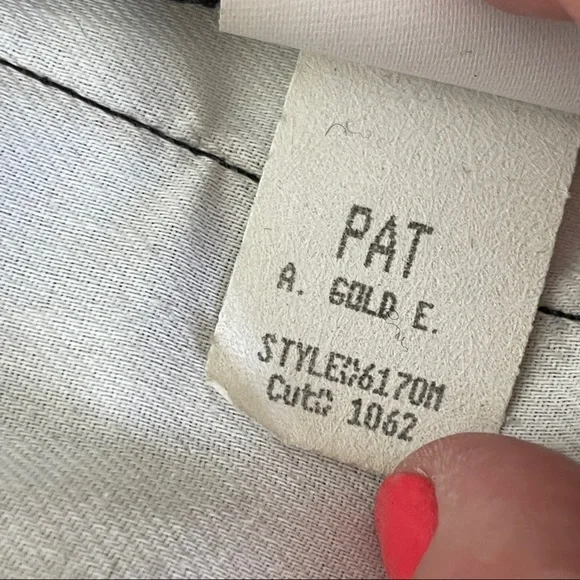 PAT
A. GOLD E.
STYLE@6170M
Cut@ 1062